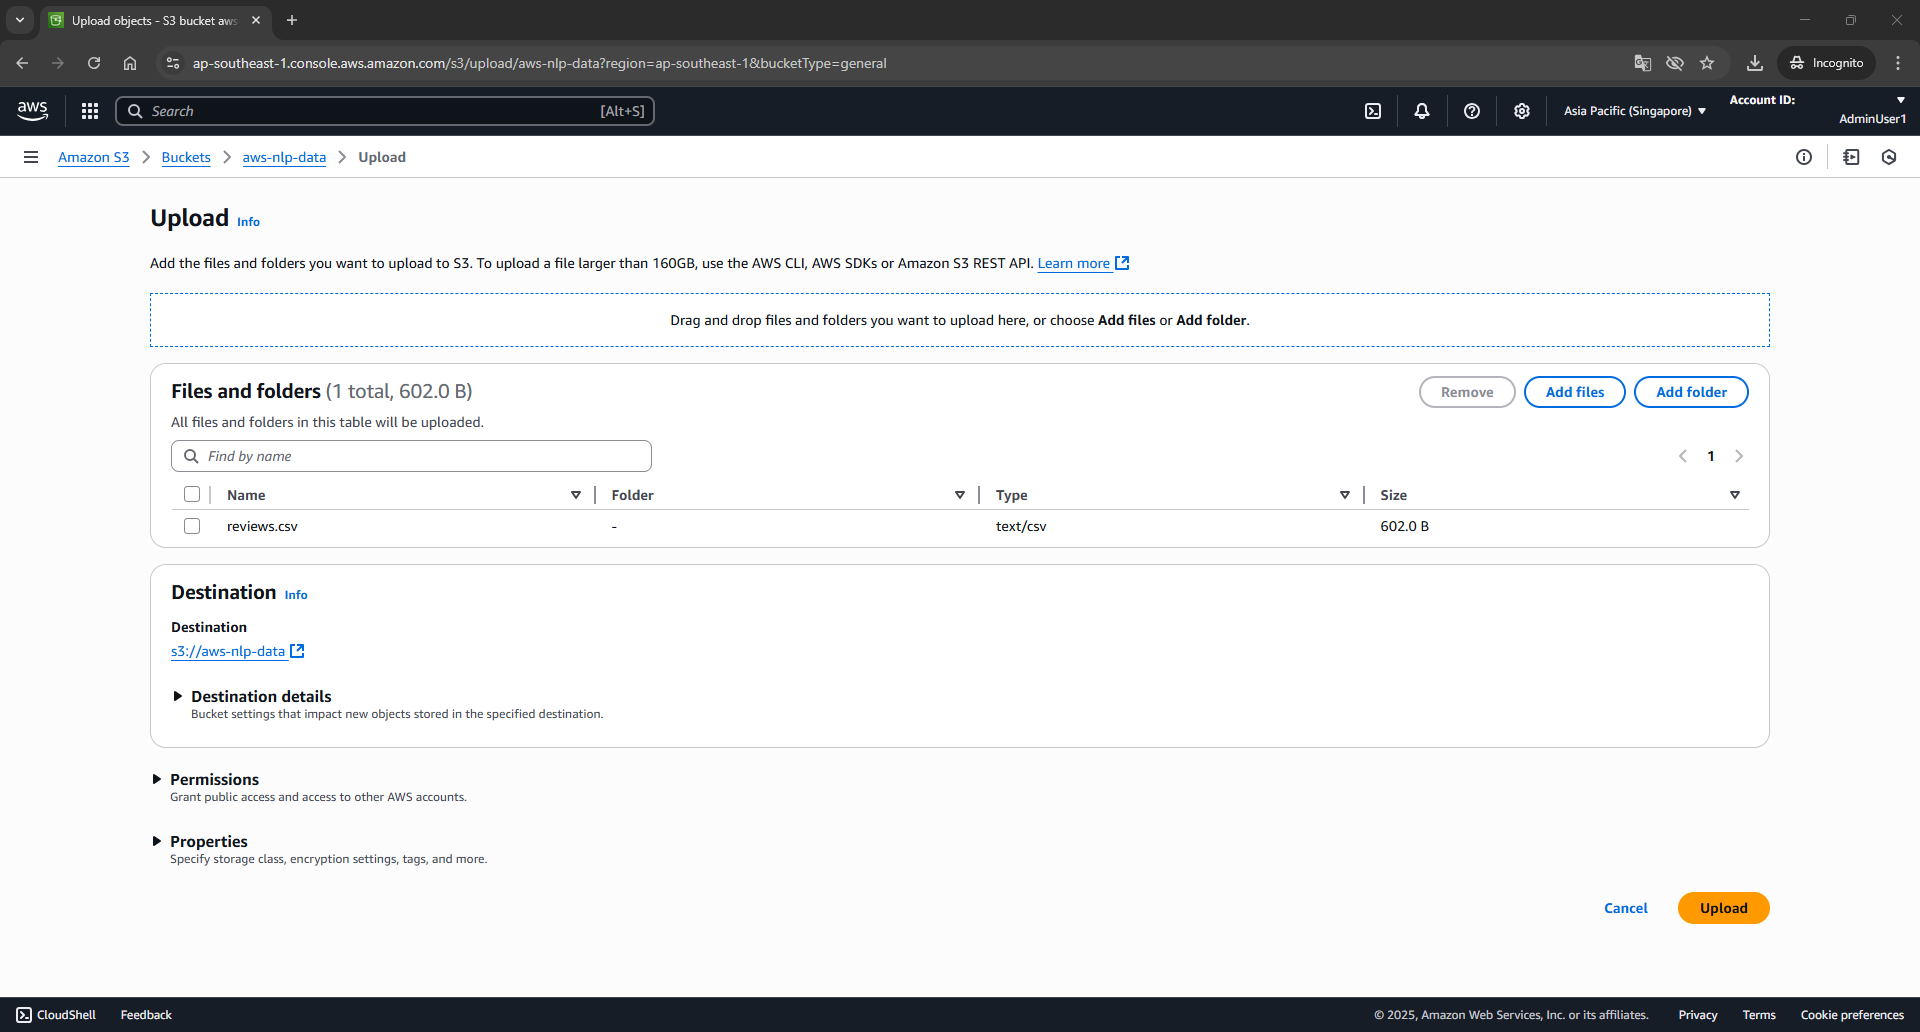 Upload objects - S3 bucket aws
ap-southeast-1.console.aws.amazon.com/s3/upload/aws-nlp-data?region=ap-southeast-1&bucketType=general
Incognito
aws
Search
[Alt+S]
Asia Pacific (Singapore)
Account ID:
AdminUser1
Amazon S3 > Buckets > aws-nlp-data > Upload
Upload Info
Add the files and folders you want to upload to S3. To upload a file larger than 160GB, use the AWS CLI, AWS SDKs or Amazon S3 REST API. Learn more
Drag and drop files and folders you want to upload here, or choose Add files or Add folder.
Files and folders (1 total, 602.0 B)
Remove
Add files
Add folder
All files and folders in this table will be uploaded.
Find by name
1
Name Folder Type Size
reviews.csv - text/csv 602.0 B
Destination Info
Destination
s3://aws-nlp-data
Destination details
Bucket settings that impact new objects stored in the specified destination.
Permissions
Grant public access and access to other AWS accounts.
Properties
Specify storage class, encryption settings, tags, and more.
Cancel
Upload
CloudShell Feedback © 2025, Amazon Web Services, Inc. or its affiliates. Privacy Terms Cookie preferences